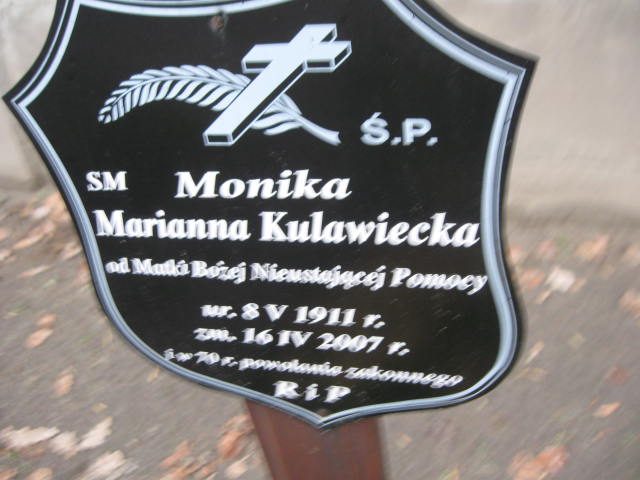 Ś.P.
SM Monika
Marianna Kulawiecka
od Matki Bożej Nieustającej Pomocy
ur. 8 V 1911 r.
zm. 16 IV 2007 r.
i w 70 r. powołania zakonnego
R i P